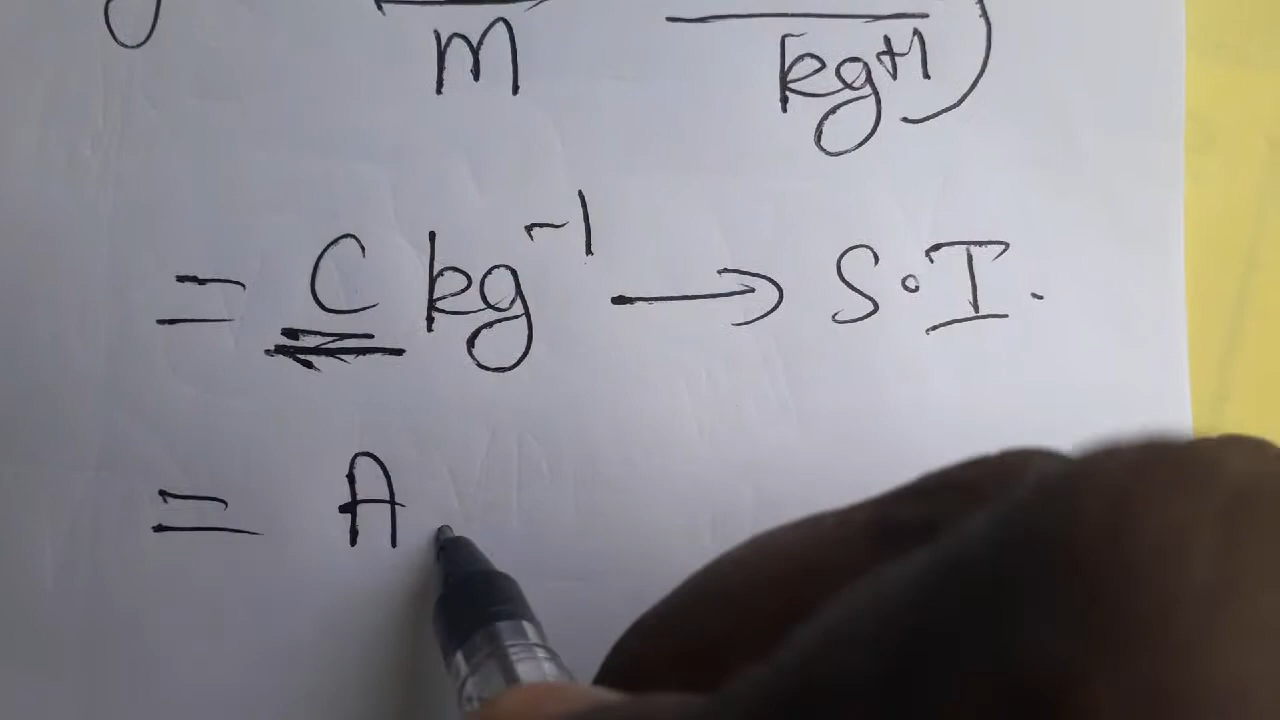 m kg+1)
= C kg⁻¹ → S.I.
= A